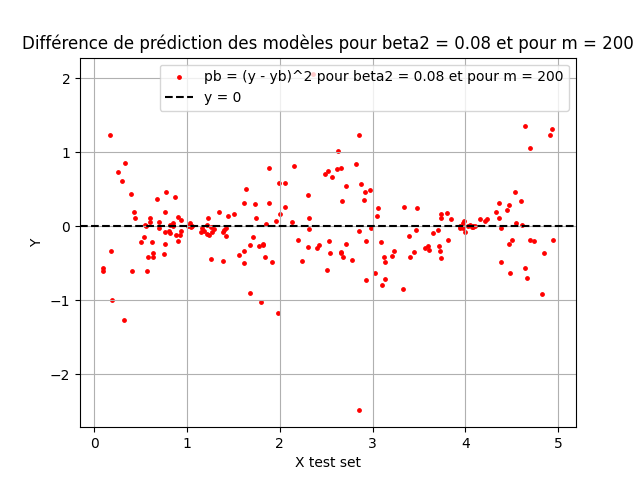 Différence de prédiction des modèles pour beta2 = 0.08 et pour m = 200
pb = (y - yb)^2 pour beta2 = 0.08 et pour m = 200
y = 0
2
1
0
−1
−2
Y
0 1 2 3 4 5
X test set